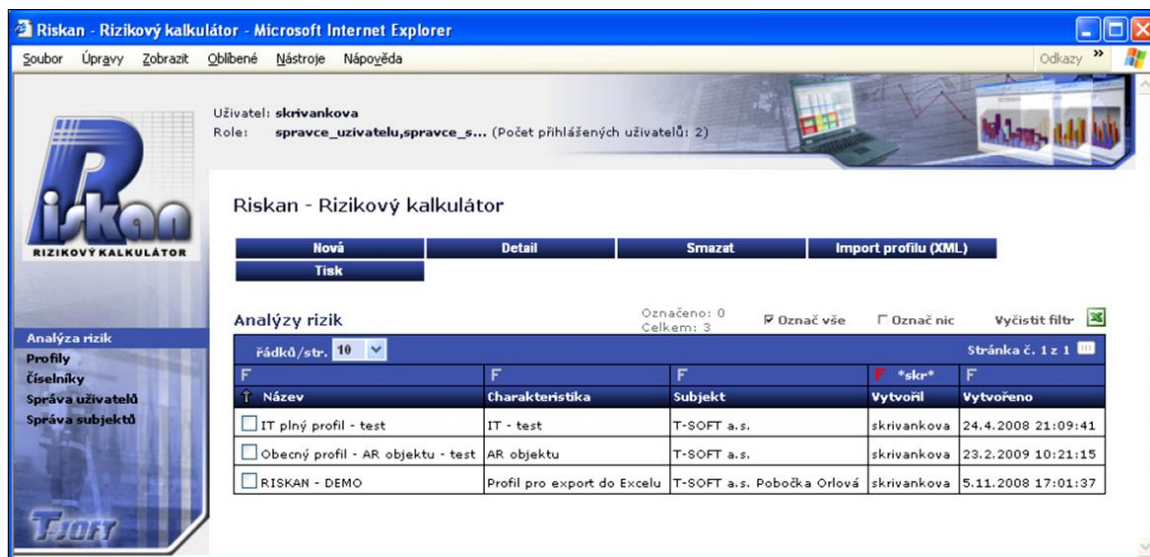 Riskan - Rizikový kalkulátor - Microsoft Internet Explorer
Soubor Úpravy Zobrazit Oblíbené Nástroje Nápověda Odkazy »
Uživatel: skrivankova
Role: spravce_uzivatelu,spravce_s... (Počet přihlášených uživatelů: 2)
Riskan
RIZIKOVÝ KALKULÁTOR
Riskan - Rizikový kalkulátor
Nová Detail Smazat Import profilu (XML)
Tisk
Analýza rizik
Profily
Číselníky
Správa uživatelů
Správa subjektů
Analýzy rizik Označeno: 0 Celkem: 3 Označ vše Označ nic Vyčistit filtr
řádků/str. 10 Stránka č. 1 z 1
F F F F *skr* F
Název Charakteristika Subjekt Vytvořil Vytvořeno
IT plný profil - test IT - test T-SOFT a.s. skrivankova 24.4.2008 21:09:41
Obecný profil - AR objektu - test AR objektu T-SOFT a.s. skrivankova 23.2.2009 10:21:15
RISKAN - DEMO Profil pro export do Excelu T-SOFT a.s. Pobočka Orlová skrivankova 5.11.2008 17:01:37
T-SOFT